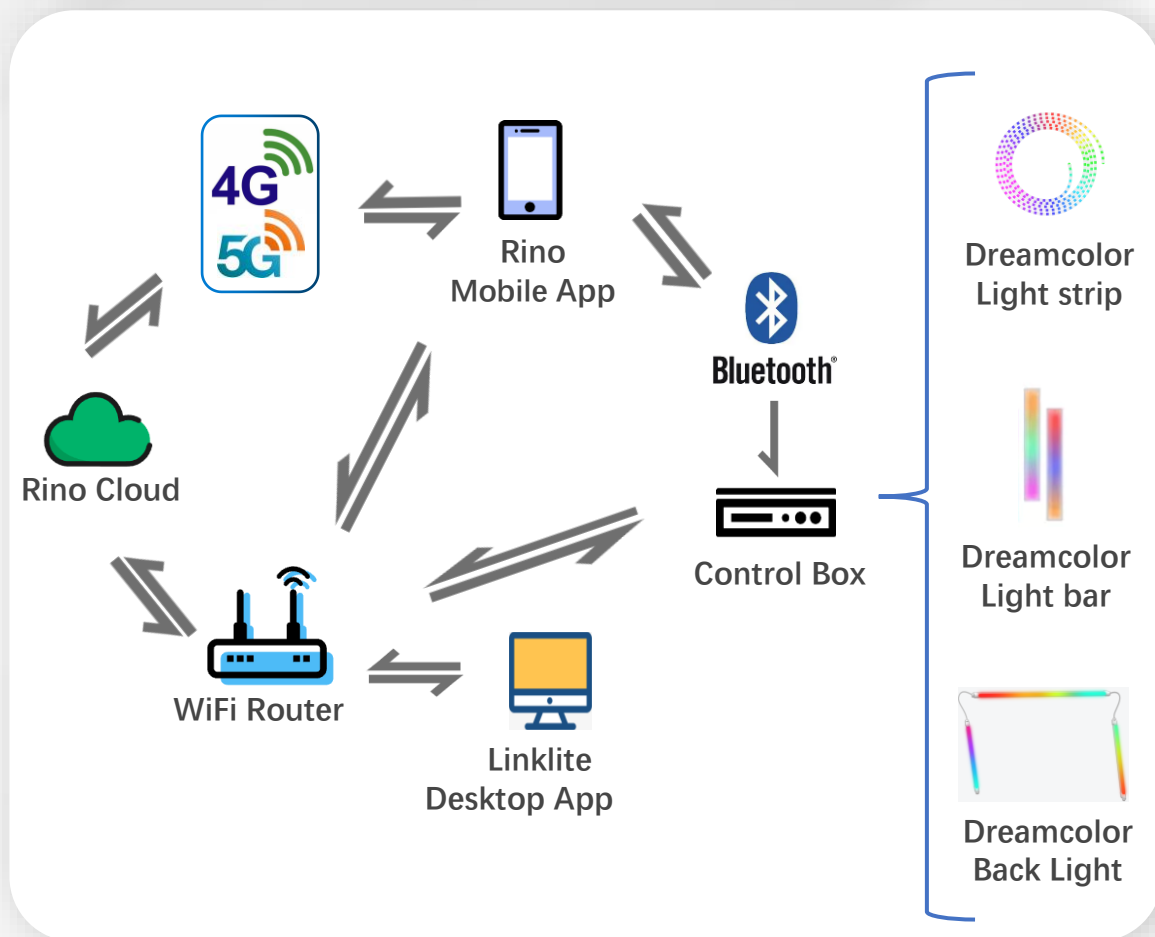 4G
5G
Rino
Mobile App
Bluetooth®
Rino Cloud
Control Box
WiFi Router
Linklite
Desktop App
Dreamcolor
Light strip
Dreamcolor
Light bar
Dreamcolor
Back Light